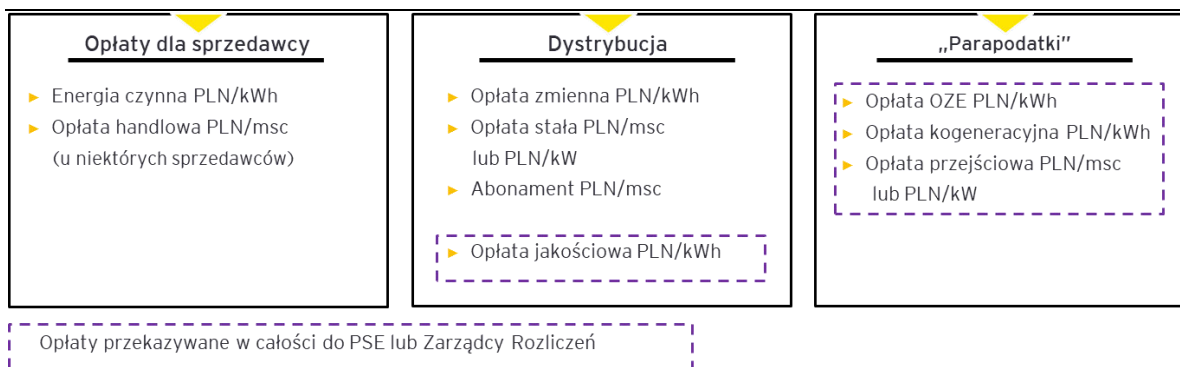 Opłaty dla sprzedawcy
Energia czynna PLN/kWh
Opłata handlowa PLN/msc
(u niektórych sprzedawców)
Dystrybucja
Opłata zmienna PLN/kWh
Opłata stała PLN/msc
lub PLN/kW
Abonament PLN/msc
Opłata jakościowa PLN/kWh
„Parapodatki”
Opłata OZE PLN/kWh
Opłata kogeneracyjna PLN/kWh
Opłata przejściowa PLN/msc
lub PLN/kW
Opłaty przekazywane w całości do PSE lub Zarządcy Rozliczeń